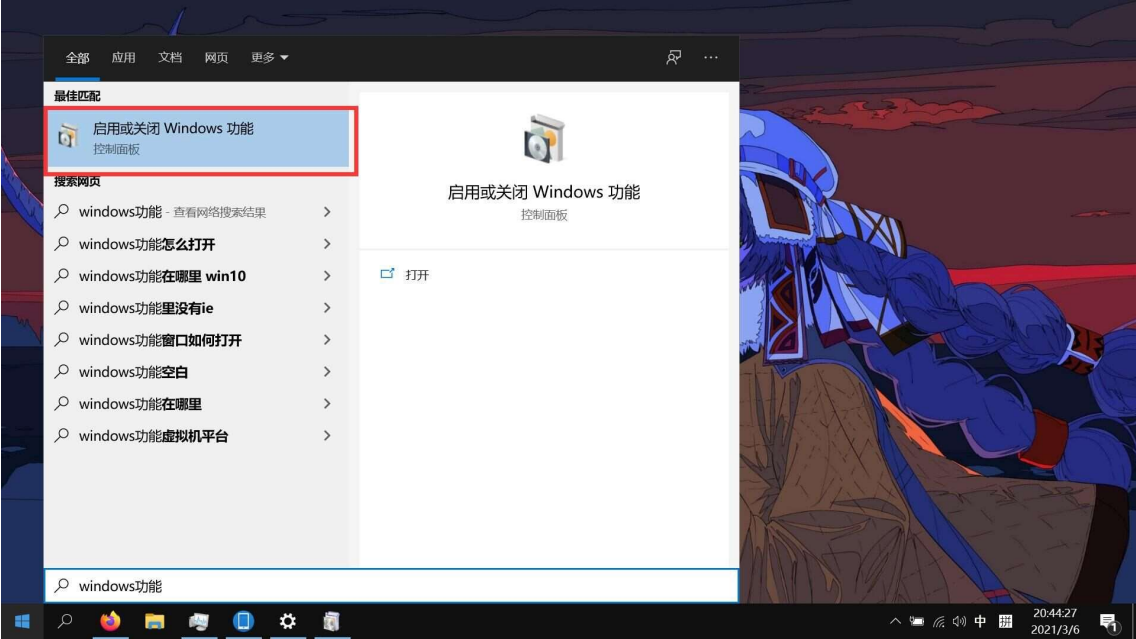 全部 应用 文档 网页 更多
···
最佳匹配
启用或关闭 Windows 功能
控制面板
搜索网页
windows功能 - 查看网络搜索结果
windows功能怎么打开
windows功能在哪里 win10
windows功能里没有ie
windows功能窗口如何打开
windows功能空白
windows功能在哪里
windows功能虚拟机平台
启用或关闭 Windows 功能
控制面板
打开
windows功能
中 拼 20:44:27
2021/3/6
1